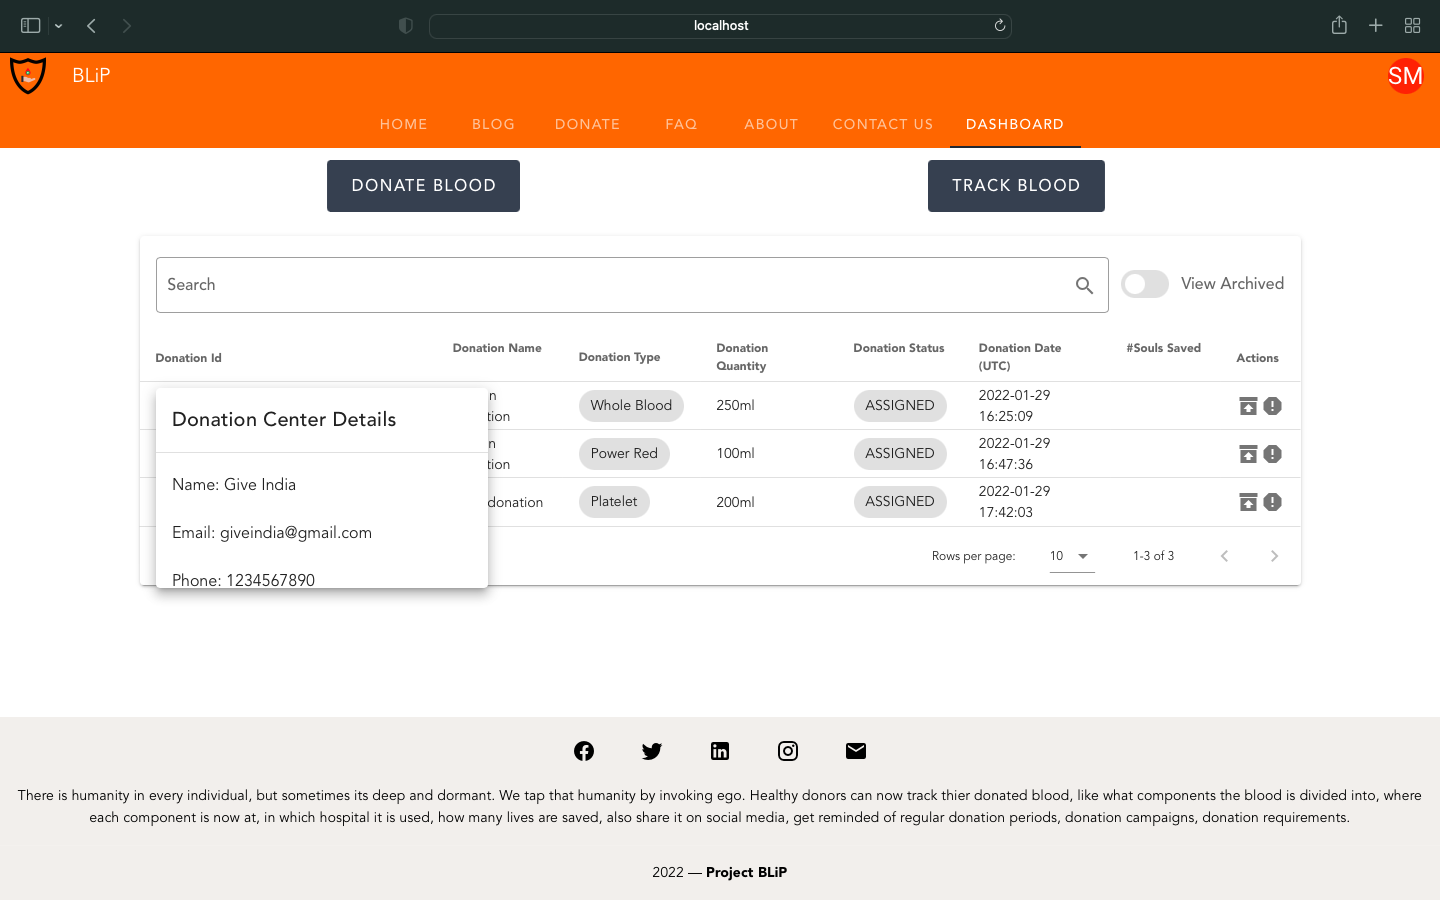 localhost
BLiP
SM
HOME BLOG DONATE FAQ ABOUT CONTACT US DASHBOARD
DONATE BLOOD TRACK BLOOD
Search
View Archived
Donation Id Donation Name Donation Type Donation Quantity Donation Status Donation Date (UTC) #Souls Saved Actions
Whole Blood 250ml ASSIGNED 2022-01-29 16:25:09
Power Red 100ml ASSIGNED 2022-01-29 16:47:36
donation Platelet 200ml ASSIGNED 2022-01-29 17:42:03
Donation Center Details
Name: Give India
Email: giveindia@gmail.com
Phone: 1234567890
Rows per page: 10 1-3 of 3
There is humanity in every individual, but sometimes its deep and dormant. We tap that humanity by invoking ego. Healthy donors can now track thier donated blood, like what components the blood is divided into, where
each component is now at, in which hospital it is used, how many lives are saved, also share it on social media, get reminded of regular donation periods, donation campaigns, donation requirements.
2022 — Project BLiP